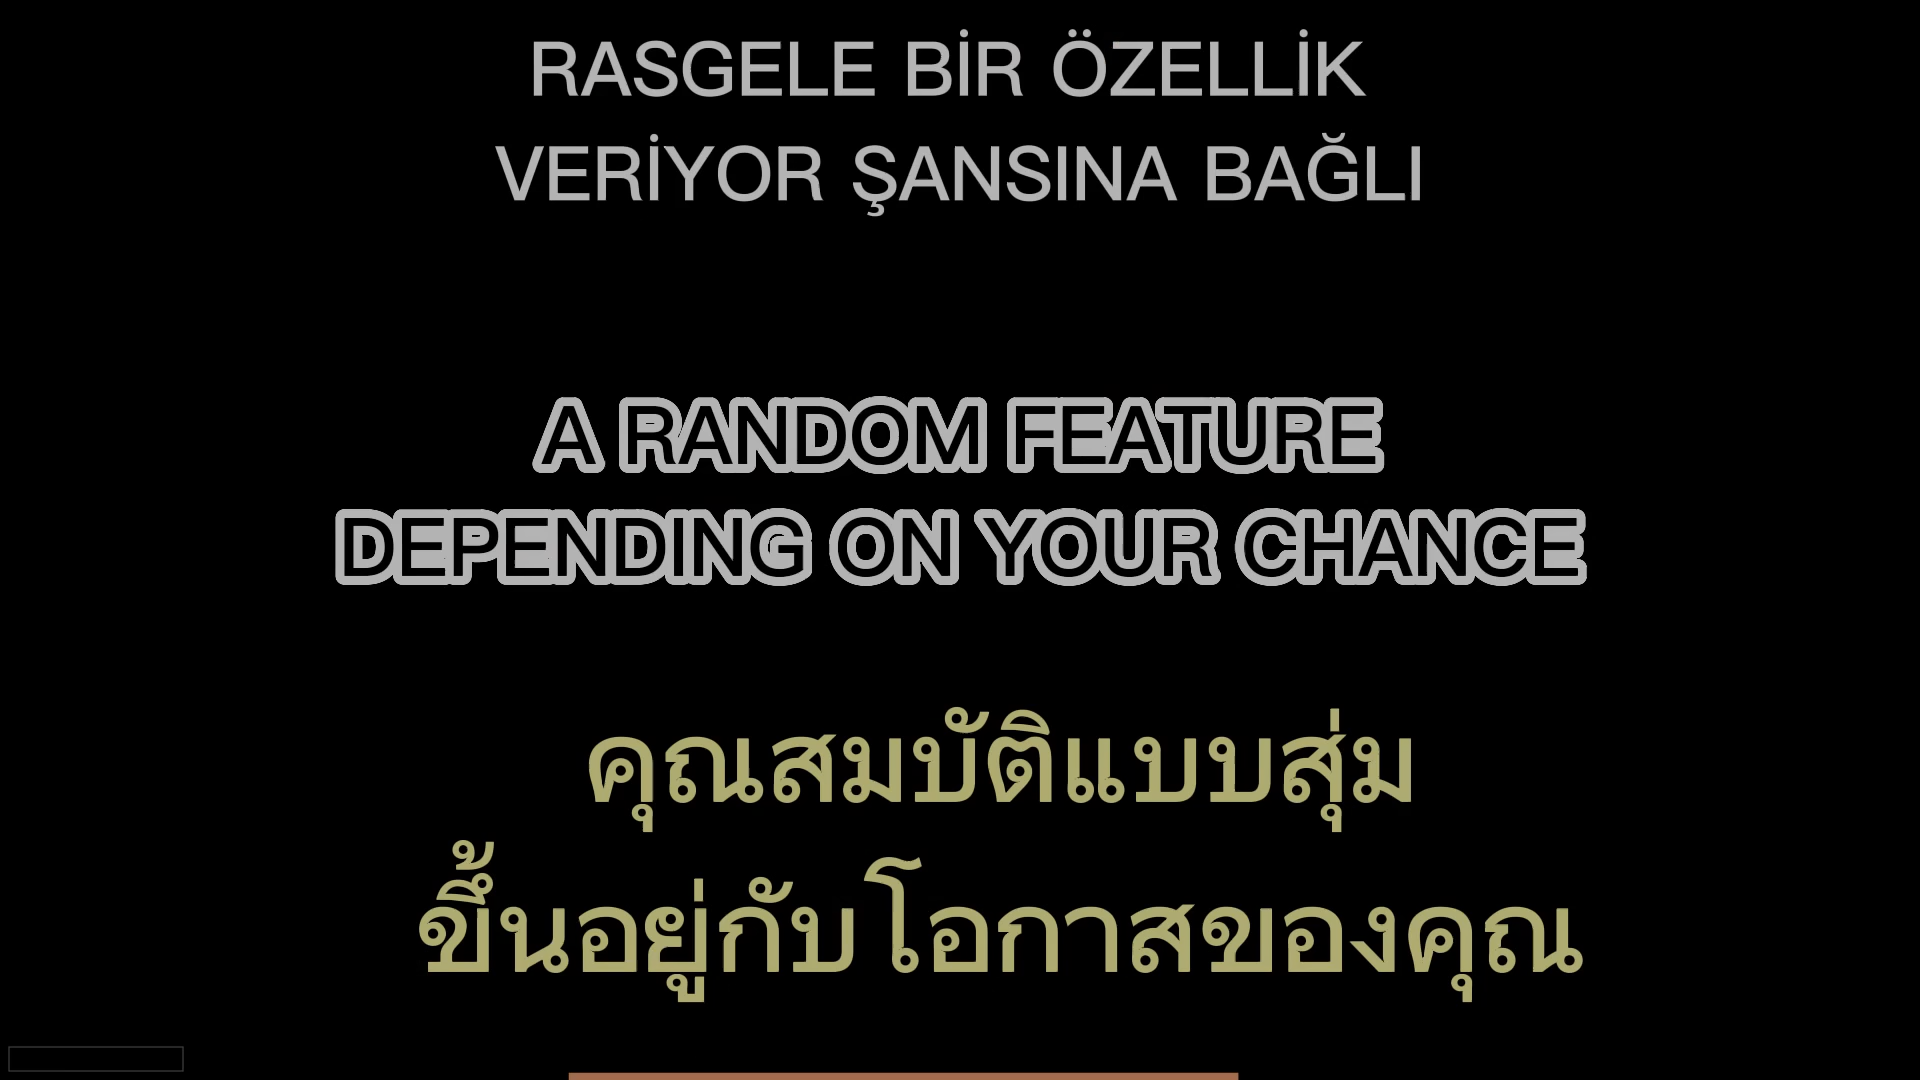 RASGELE BİR ÖZELLİK
VERİYOR ŞANSINA BAĞLI
A RANDOM FEATURE
DEPENDING ON YOUR CHANCE
คุณสมบัติแบบสุ่ม
ขึ้นอยู่กับโอกาสของคุณ